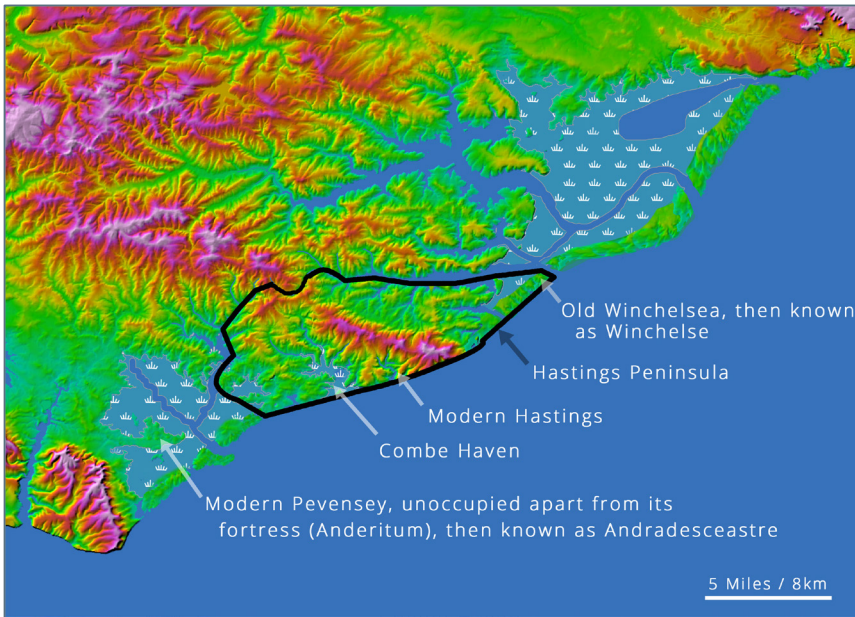 Old Winchelsea, then known
as Winchelse
Hastings Peninsula
Modern Hastings
Combe Haven
Modern Pevensey, unoccupied apart from its
fortress (Anderitum), then known as Andradesceastre
5 Miles / 8km